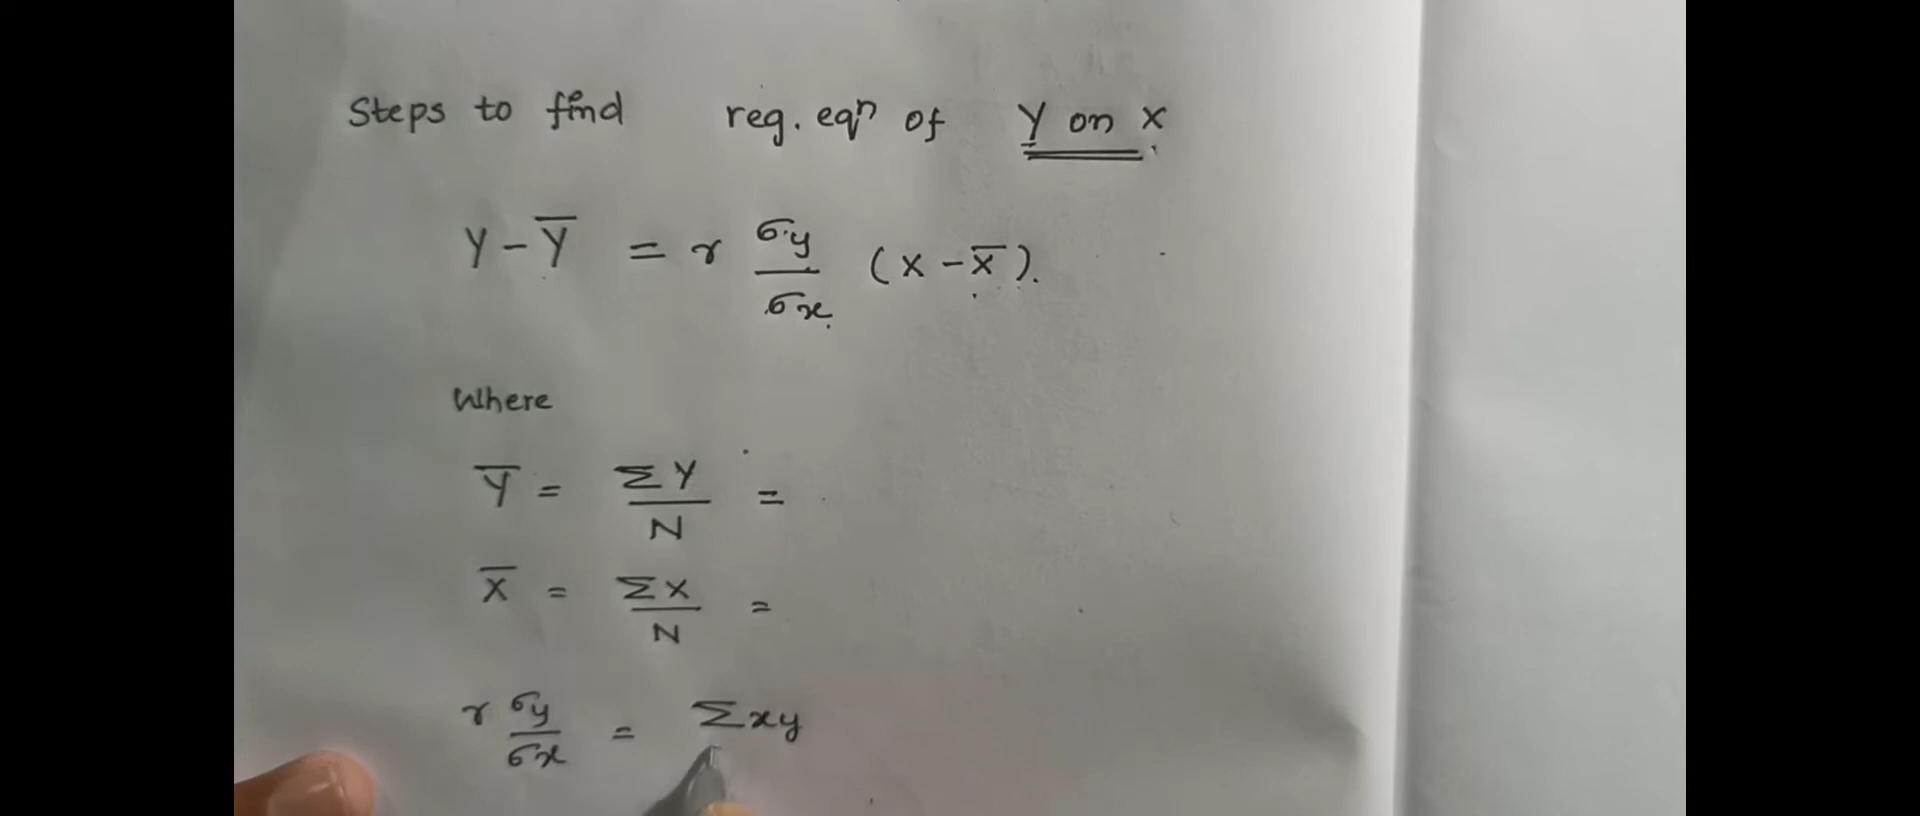 Steps to find reg. eqⁿ of Y on X
Y - Y̅ = r σy/σx (X - X̅).
Where
Y̅ = ΣY/N =
X̅ = ΣX/N =
r σy/σx = Σxy